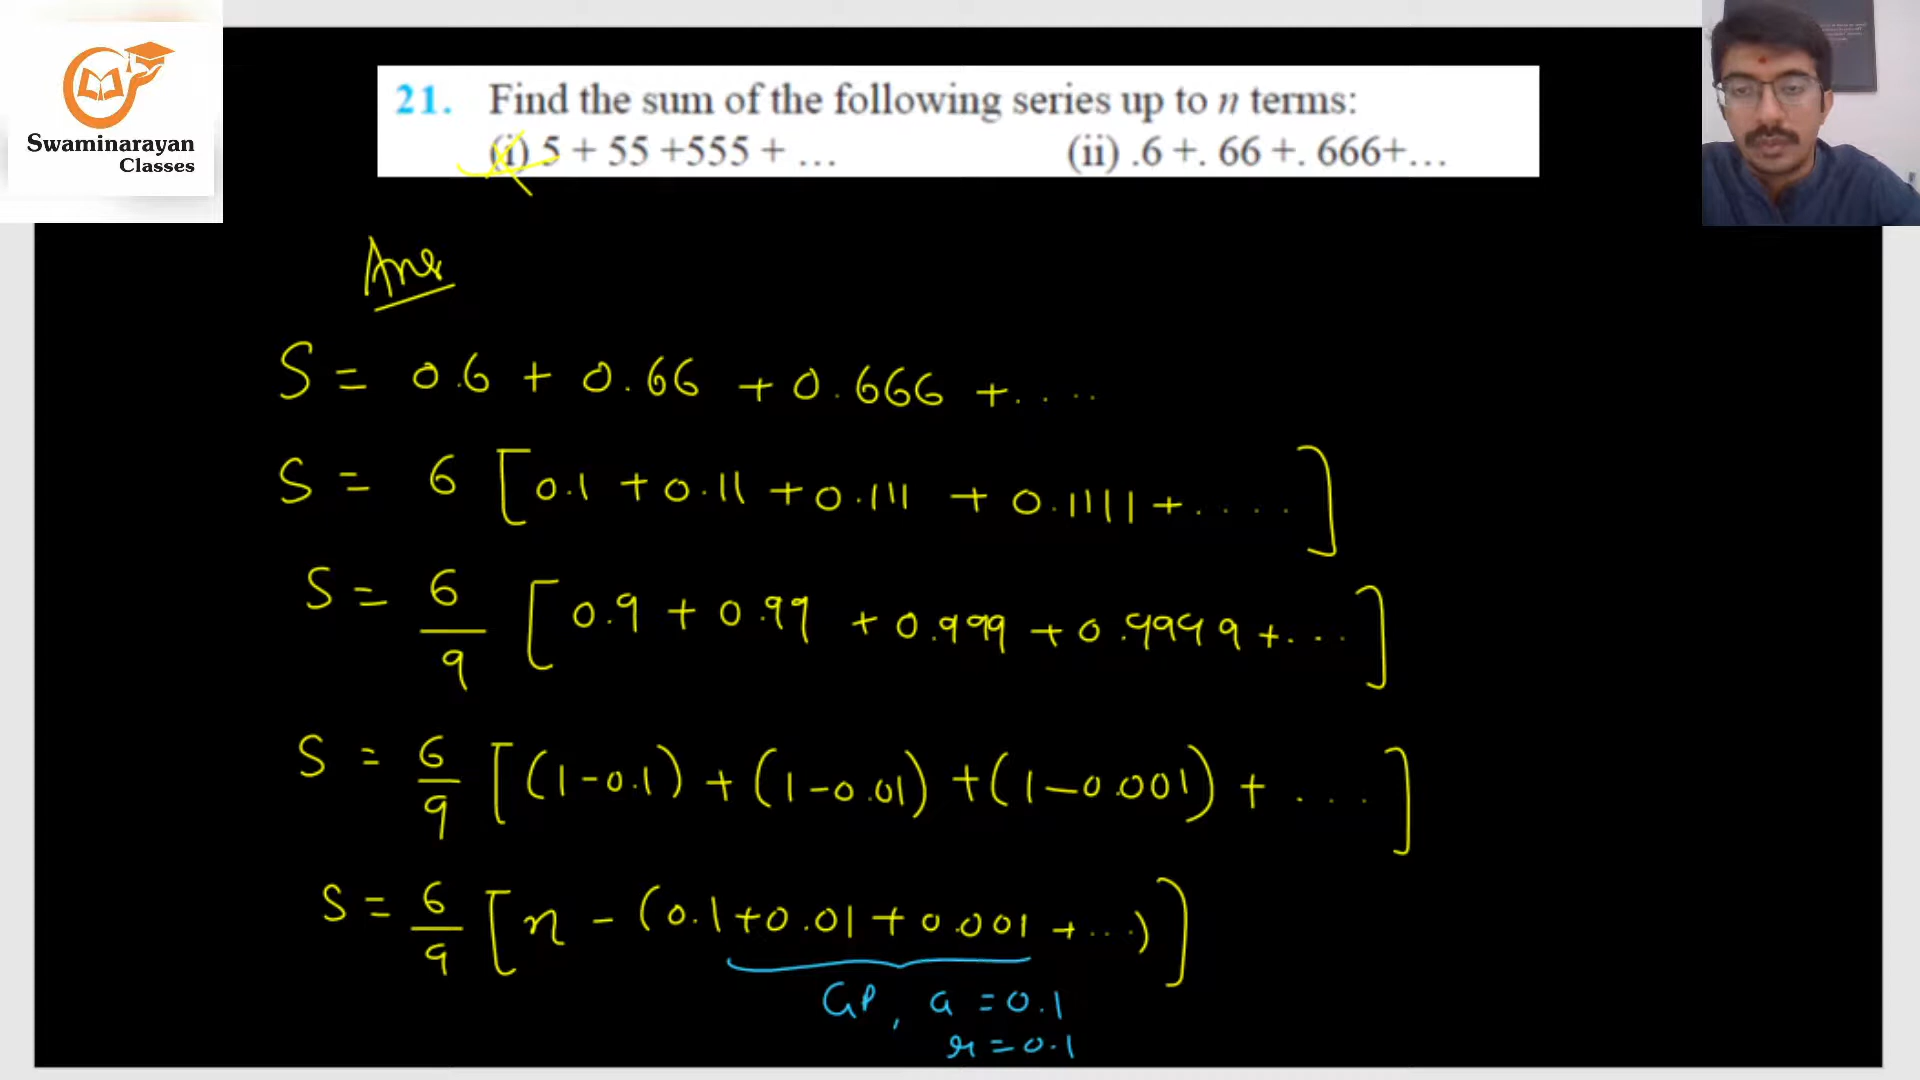 Swaminarayan
Classes
21. Find the sum of the following series up to n terms:
(i) 5 + 55 +555 + … (ii) .6 +. 66 +. 666+…
Ans
S = 0.6 + 0.66 + 0.666 + ....
S = 6 [0.1 + 0.11 + 0.111 + 0.1111 + ....]
S = 6/9 [0.9 + 0.99 + 0.999 + 0.9999 + ...]
S = 6/9 [(1-0.1) + (1-0.01) + (1-0.001) + ....]
S = 6/9 [n - (0.1+0.01+0.001 + ...)]
GP, a = 0.1
r = 0.1